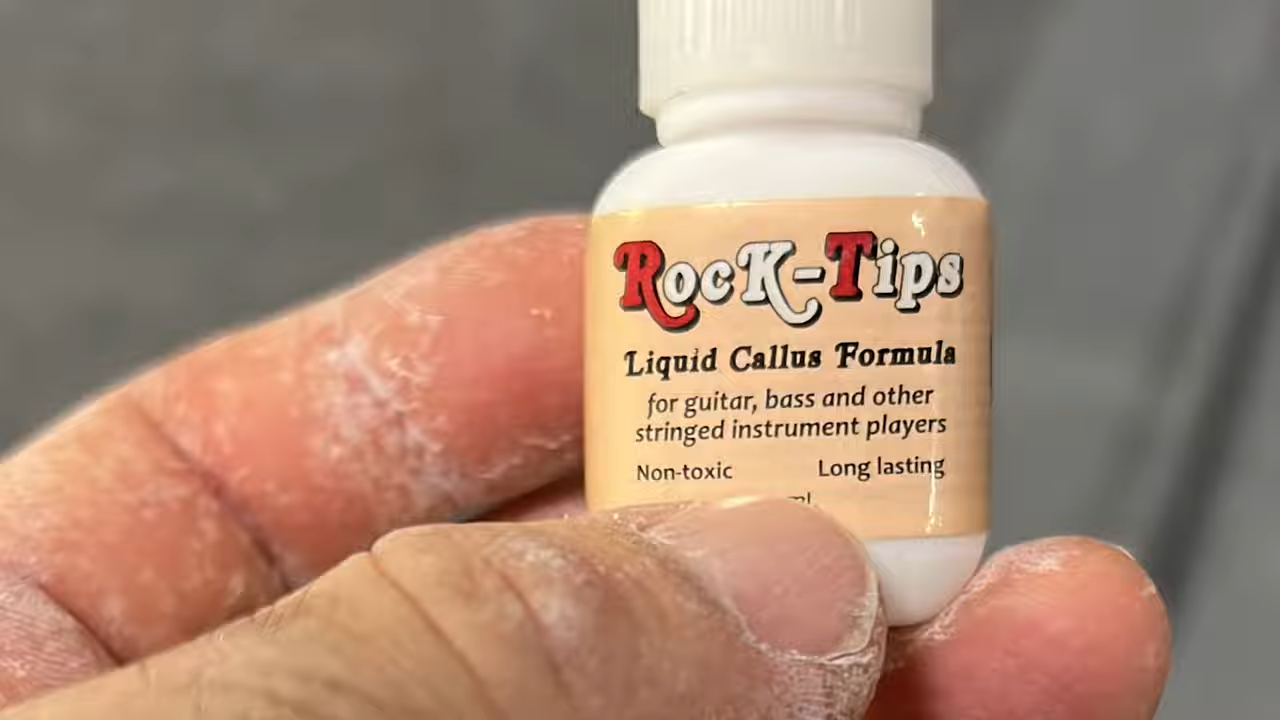 Rock-Tips
Liquid Callus Formula
for guitar, bass and other
stringed instrument players
Non-toxic Long lasting